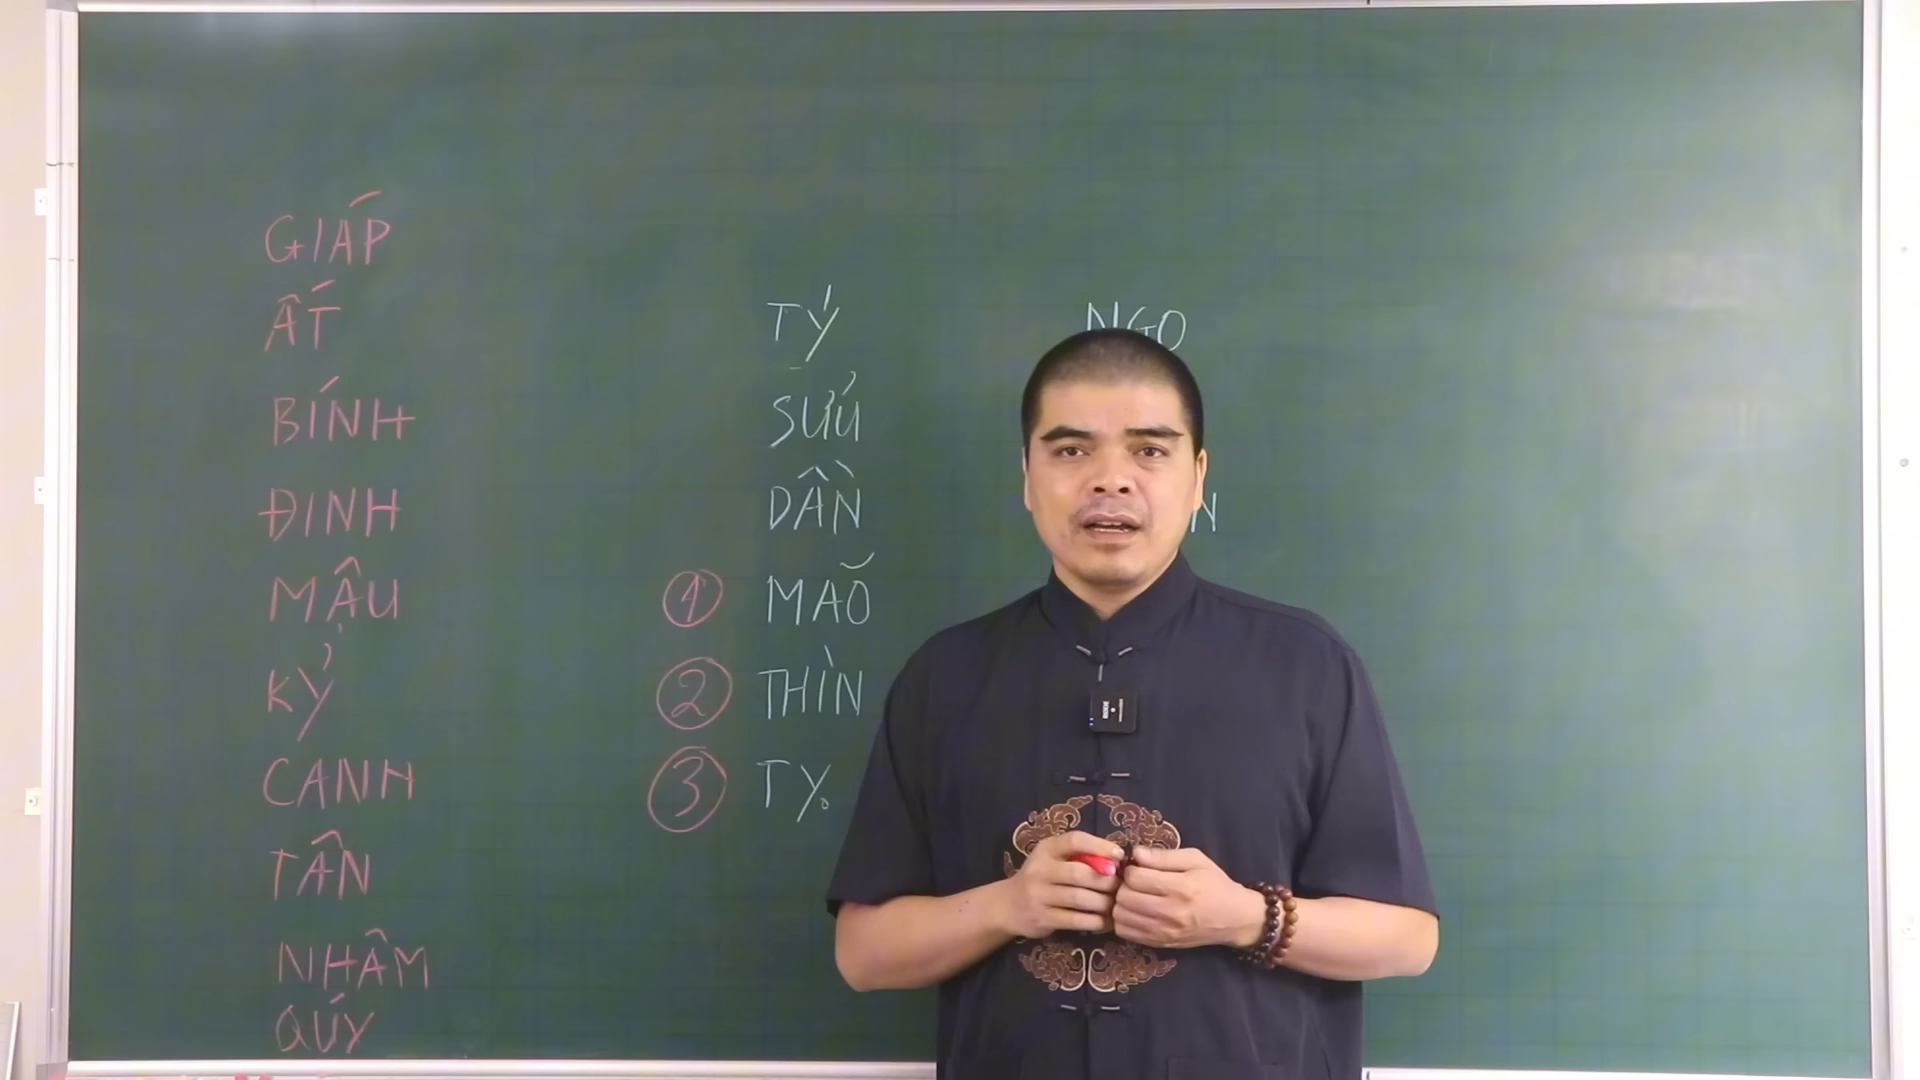 GIÁP
ẤT
BÍNH
ĐINH
MẬU
KỶ
CANH
TÂN
NHÂM
QÚY
TÝ
SỬU
DẦN
① MÃO
② THÌN
③ TỴ
NGO